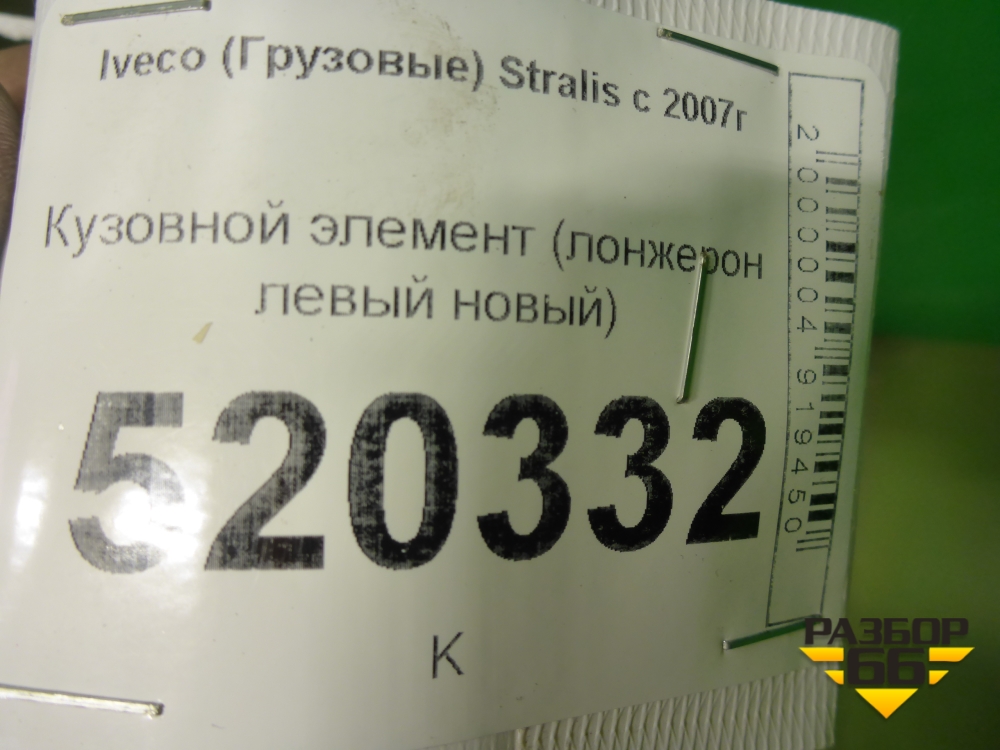 Iveco (Грузовые) Stralis с 2007г
Кузовной элемент (лонжерон
левый новый)
520332
К
2000004919450
РАЗБОР
66